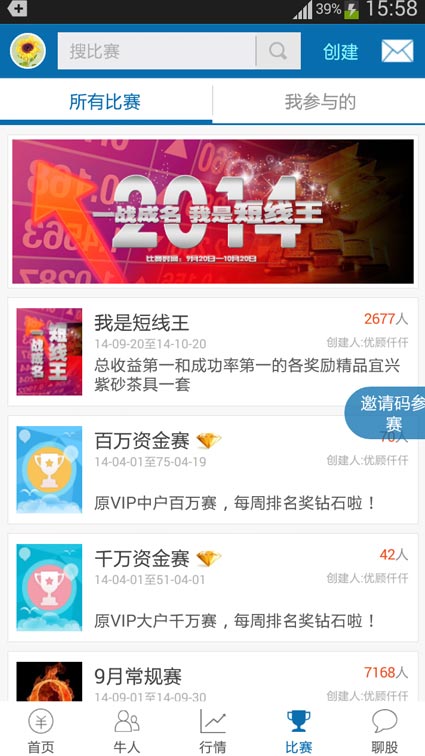 39% 15:58
搜比赛 创建
所有比赛 我参与的
2014
一战成名 我是短线王
比赛时间：9月20日—10月20日
一战成名 短线王
我是短线王 2677人
14-09-20至14-10-20 创建人:优顾仟仟
总收益第一和成功率第一的各奖励精品宜兴
紫砂茶具一套
邀请码参
赛
百万资金赛 70人
14-04-01至75-04-19 创建人:优顾仟仟
原VIP中户百万赛，每周排名奖钻石啦！
千万资金赛 42人
14-04-01至51-04-01 创建人:优顾仟仟
原VIP大户千万赛，每周排名奖钻石啦！
9月常规赛 7168人
14-09-01至14-09-30 创建人:优顾仟仟
首页 牛人 行情 比赛 聊股